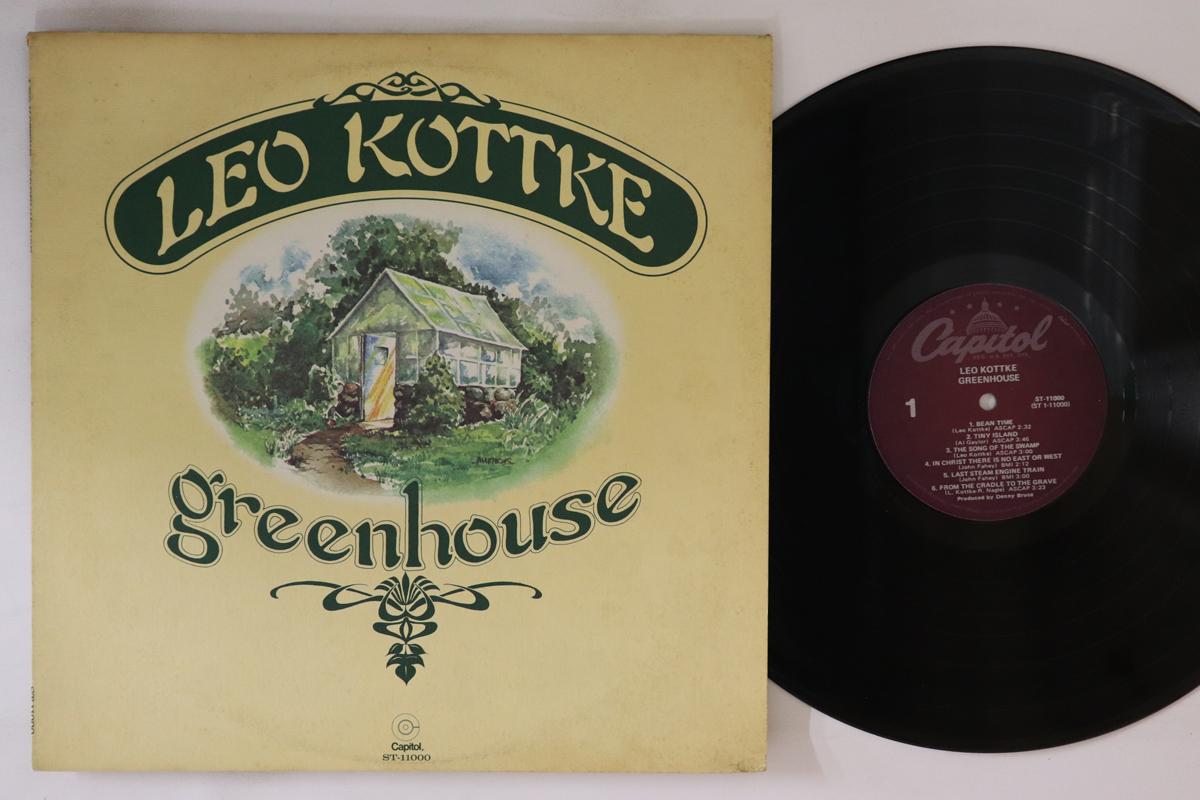 LEO KOTTKE
AUTHOR
greenhouse
Capitol®
ST-11000
Capitol
REG. U.S. PAT. OFF.
LEO KOTTKE
GREENHOUSE
1
ST-11000
(ST 1-11000)
1. BEAN TIME
(Leo Kottke) ASCAP 2:32
2. TINY ISLAND
(Al Gaylor) ASCAP 3:46
3. THE SONG OF THE SWAMP
(Leo Kottke) ASCAP 3:00
4. IN CHRIST THERE IS NO EAST OR WEST
(John Fahey) BMI 2:12
5. LAST STEAM ENGINE TRAIN
(John Fahey) BMI 3:00
6. FROM THE CRADLE TO THE GRAVE
(L. Kottke-R. Nagle) ASCAP 3:23
Produced by Denny Bruce